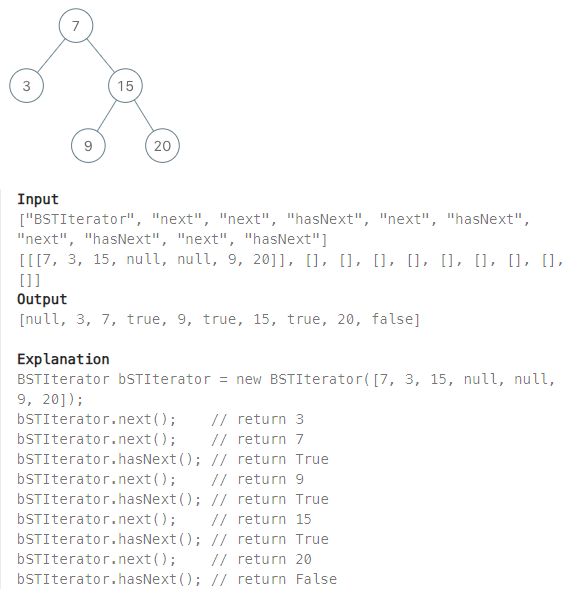 7
3
15
9
20
Input
["BSTIterator", "next", "next", "hasNext", "next", "hasNext",
"next", "hasNext", "next", "hasNext"]
[[[7, 3, 15, null, null, 9, 20]], [], [], [], [], [], [], [], [],
[]]
Output
[null, 3, 7, true, 9, true, 15, true, 20, false]
Explanation
BSTIterator bSTIterator = new BSTIterator([7, 3, 15, null, null,
9, 20]);
bSTIterator.next();    // return 3
bSTIterator.next();    // return 7
bSTIterator.hasNext(); // return True
bSTIterator.next();    // return 9
bSTIterator.hasNext(); // return True
bSTIterator.next();    // return 15
bSTIterator.hasNext(); // return True
bSTIterator.next();    // return 20
bSTIterator.hasNext(); // return False